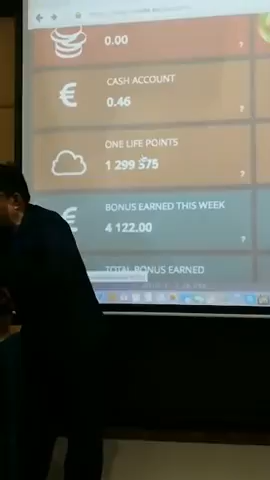 0.00
?
CASH ACCOUNT
€
0.46
?
ONE LIFE POINTS
1 299 375
?
BONUS EARNED THIS WEEK
€
4 122.00
?
TOTAL BONUS EARNED